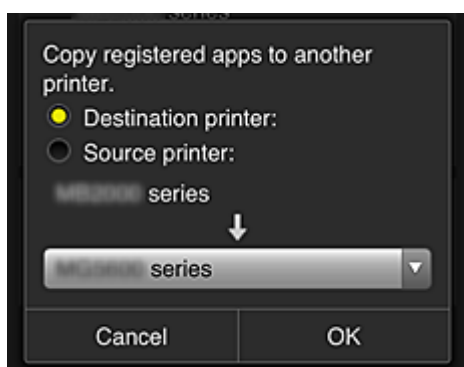 Copy registered apps to another
printer.
Destination printer:
Source printer:
series
series
Cancel
OK